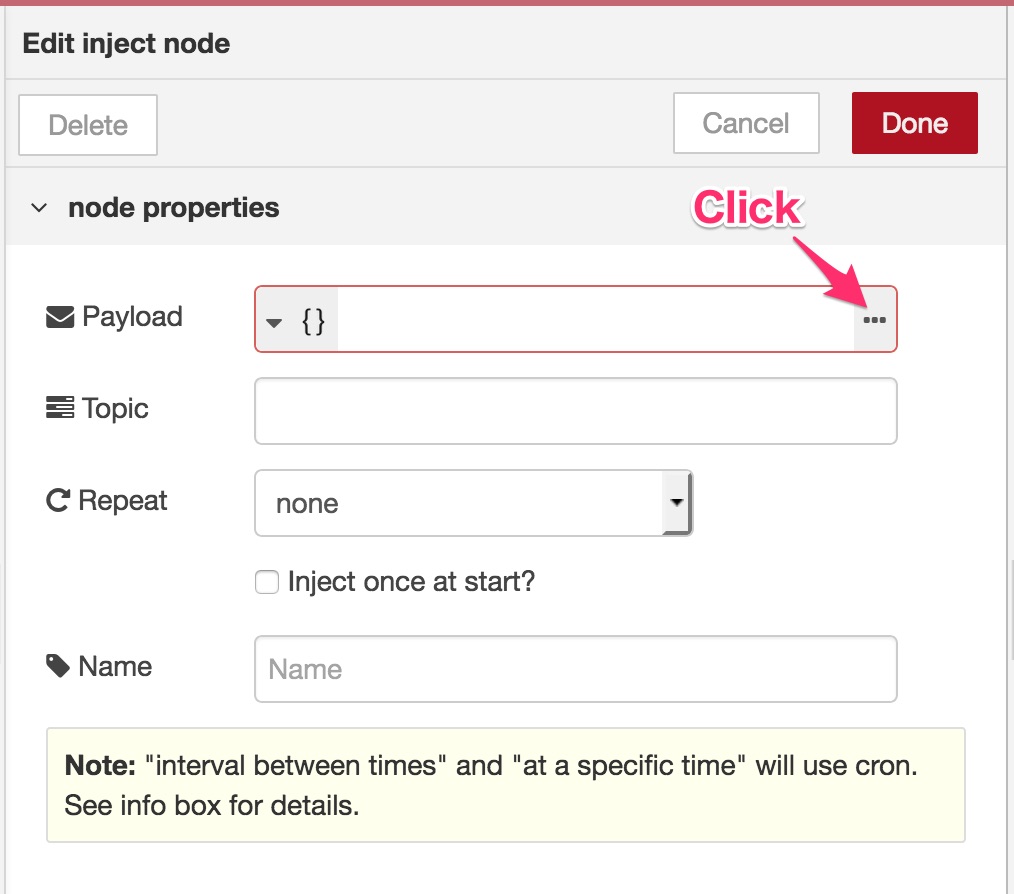 Edit inject node
Delete
Cancel
Done
node properties
Click
Payload
{}
•••
Topic
Repeat
none
Inject once at start?
Name
Name
Note: "interval between times" and "at a specific time" will use cron.
See info box for details.